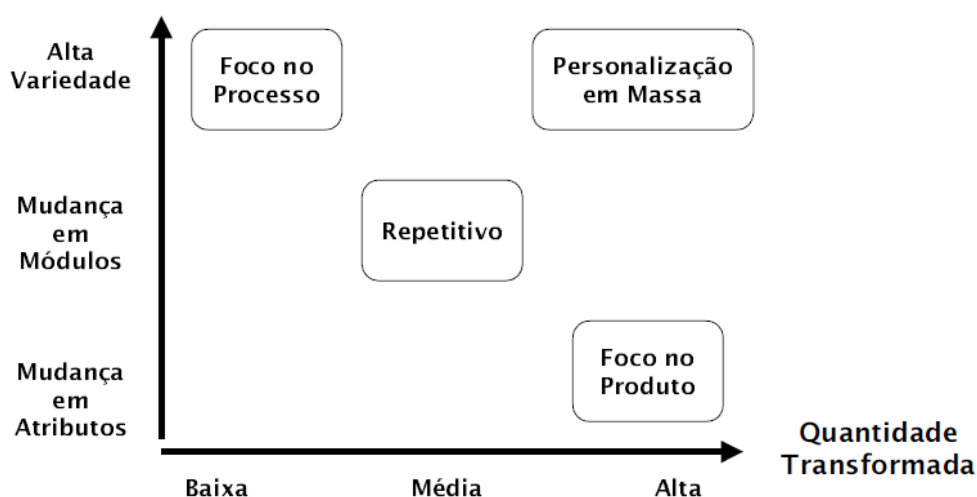 Alta
Variedade
Foco no
Processo
Personalização
em Massa
Mudança
em
Módulos
Repetitivo
Mudança
em
Atributos
Foco no
Produto
Quantidade
Transformada
Baixa
Média
Alta